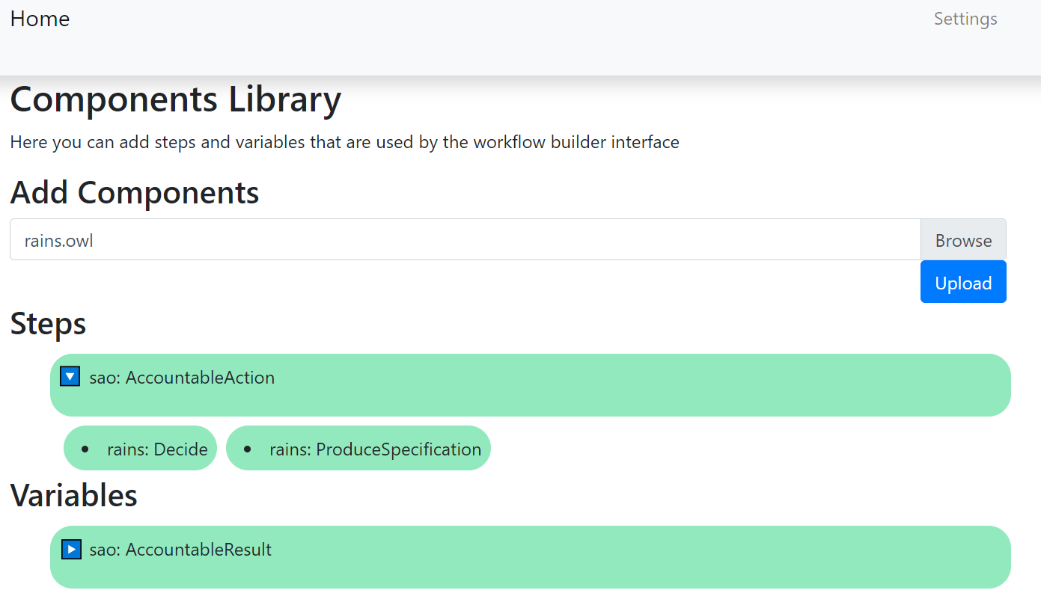 Home
Settings
Components Library
Here you can add steps and variables that are used by the workflow builder interface
Add Components
rains.owl
Browse
Upload
Steps
sao: AccountableAction
rains: Decide
rains: ProduceSpecification
Variables
sao: AccountableResult